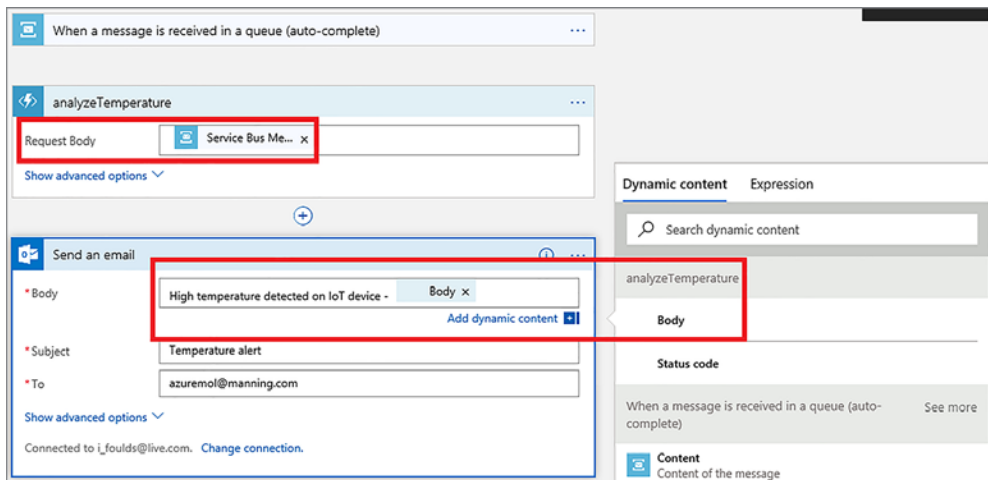 When a message is received in a queue (auto-complete)
...
analyzeTemperature
...
Request Body
Service Bus Me... x
Show advanced options
Send an email
...
*Body
High temperature detected on IoT device - Body x
Add dynamic content
*Subject
Temperature alert
*To
azuremol@manning.com
Show advanced options
Connected to i_foulds@live.com. Change connection.
Dynamic content Expression
Search dynamic content
analyzeTemperature
Body
Status code
When a message is received in a queue (auto-
complete)
See more
Content
Content of the message